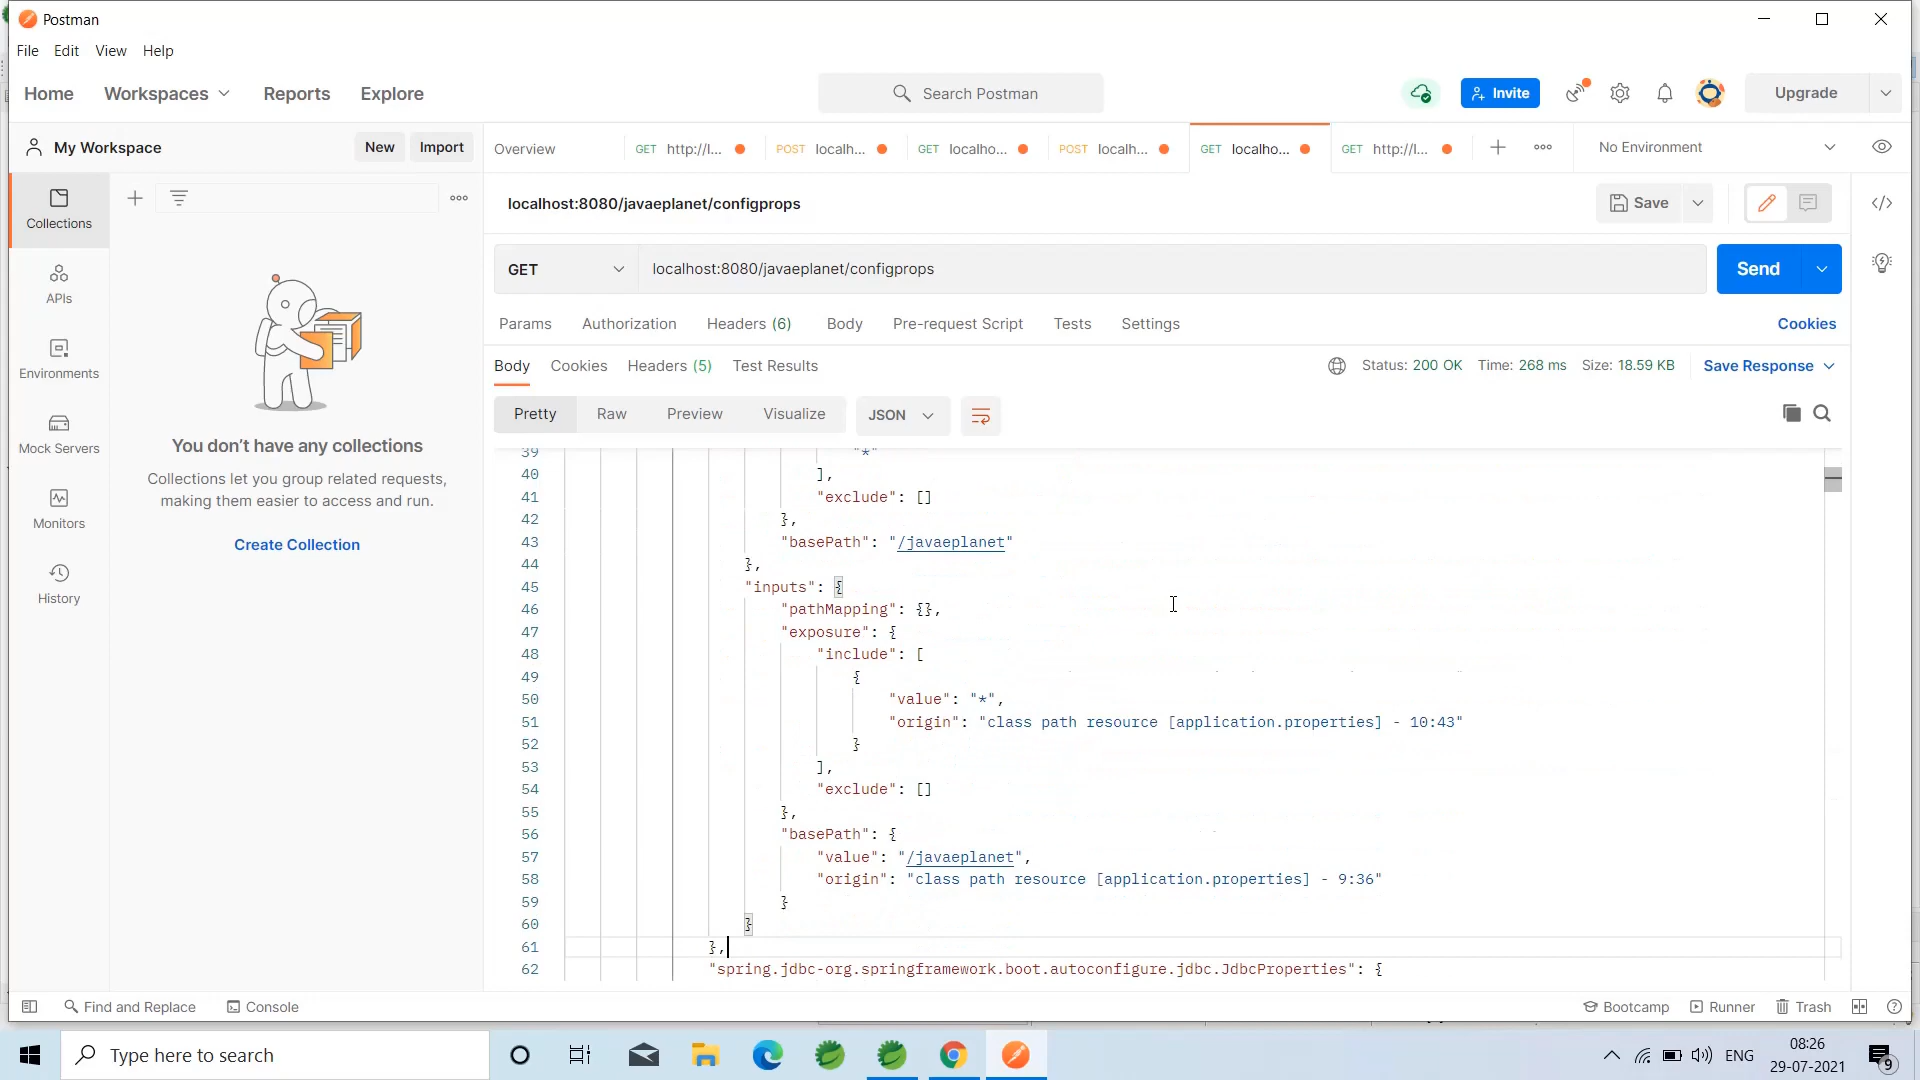 Postman
File Edit View Help
Home Workspaces Reports Explore
Search Postman
Invite
Upgrade
My Workspace
New
Import
Overview
GET http://l...
POST localh...
GET localho...
POST localh...
GET localho...
GET http://l...
No Environment
Collections
APIs
Environments
Mock Servers
Monitors
History
You don't have any collections
Collections let you group related requests,
making them easier to access and run.
Create Collection
localhost:8080/javaeplanet/configprops
Save
GET
localhost:8080/javaeplanet/configprops
Send
Params Authorization Headers (6) Body Pre-request Script Tests Settings
Cookies
Body Cookies Headers (5) Test Results
Status: 200 OK Time: 268 ms Size: 18.59 KB
Save Response
Pretty Raw Preview Visualize JSON
39 "*"
40 ],
41 "exclude": []
42 },
43 "basePath": "/javaeplanet"
44 },
45 "inputs": {
46 "pathMapping": {},
47 "exposure": {
48 "include": [
49 {
50 "value": "*",
51 "origin": "class path resource [application.properties] - 10:43"
52 }
53 ],
54 "exclude": []
55 },
56 "basePath": {
57 "value": "/javaeplanet",
58 "origin": "class path resource [application.properties] - 9:36"
59 }
60 }
61 },
62 "spring.jdbc-org.springframework.boot.autoconfigure.jdbc.JdbcProperties": {
Find and Replace
Console
Bootcamp
Runner
Trash
Type here to search
ENG
08:26
29-07-2021
9